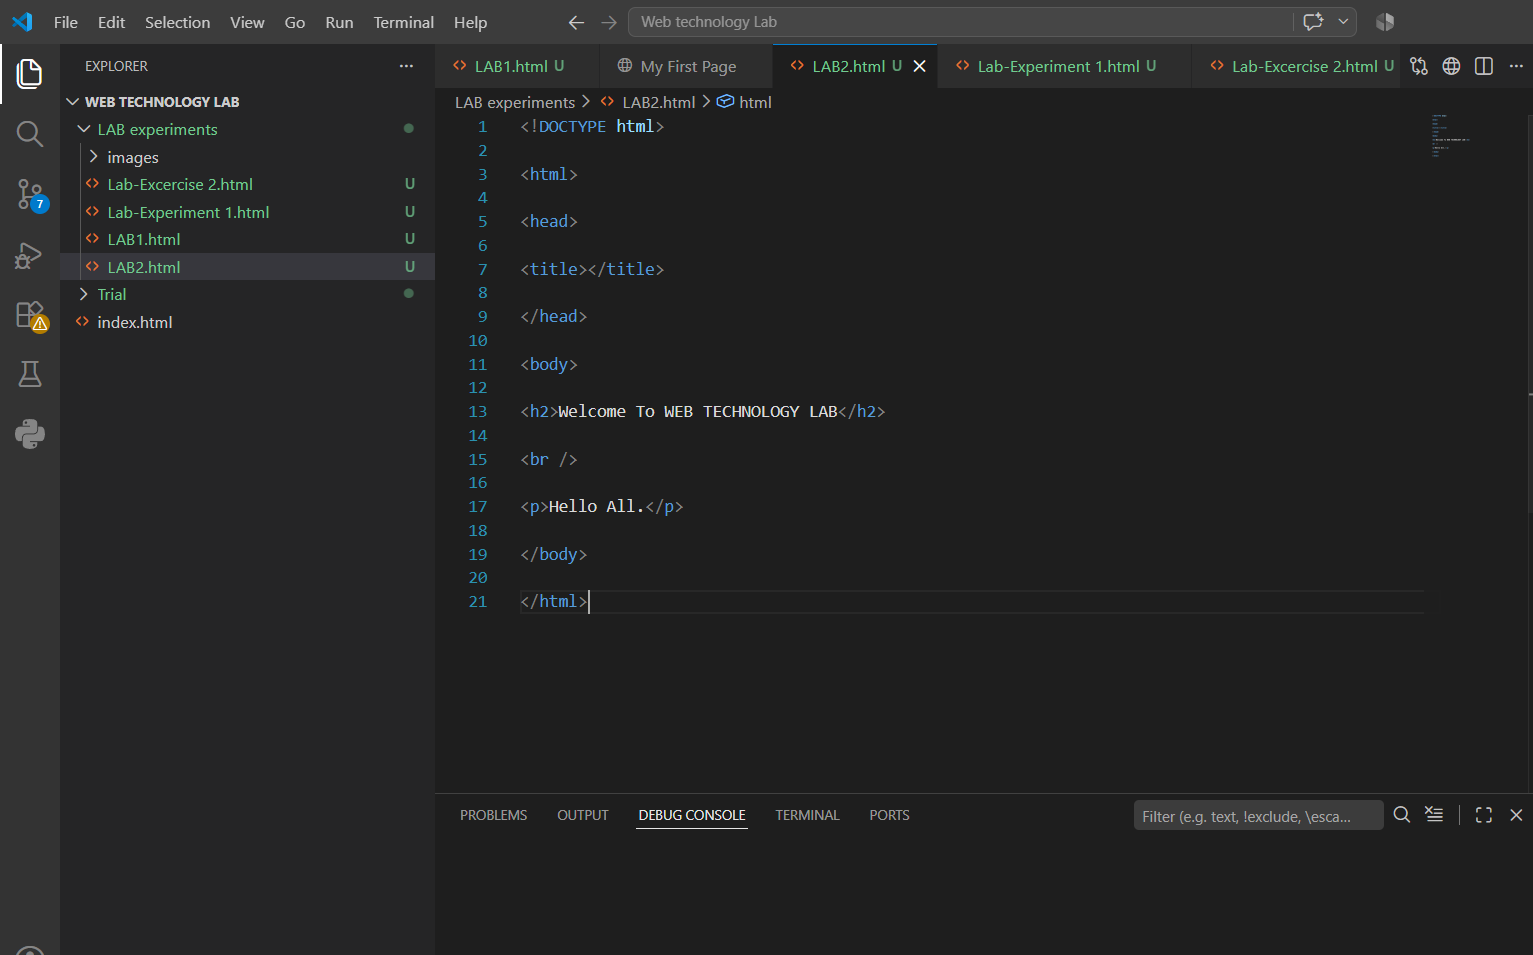 File Edit Selection View Go Run Terminal Help
Web technology Lab
EXPLORER
WEB TECHNOLOGY LAB
LAB experiments
images
Lab-Excercise 2.html U
Lab-Experiment 1.html U
LAB1.html U
LAB2.html U
Trial
index.html
7
LAB1.html U My First Page LAB2.html U Lab-Experiment 1.html U Lab-Excercise 2.html U
LAB experiments > LAB2.html > html
1 <!DOCTYPE html>
2
3 <html>
4
5 <head>
6
7 <title></title>
8
9 </head>
10
11 <body>
12
13 <h2>Welcome To WEB TECHNOLOGY LAB</h2>
14
15 <br />
16
17 <p>Hello All.</p>
18
19 </body>
20
21 </html>
PROBLEMS OUTPUT DEBUG CONSOLE TERMINAL PORTS
Filter (e.g. text, !exclude, \esca...